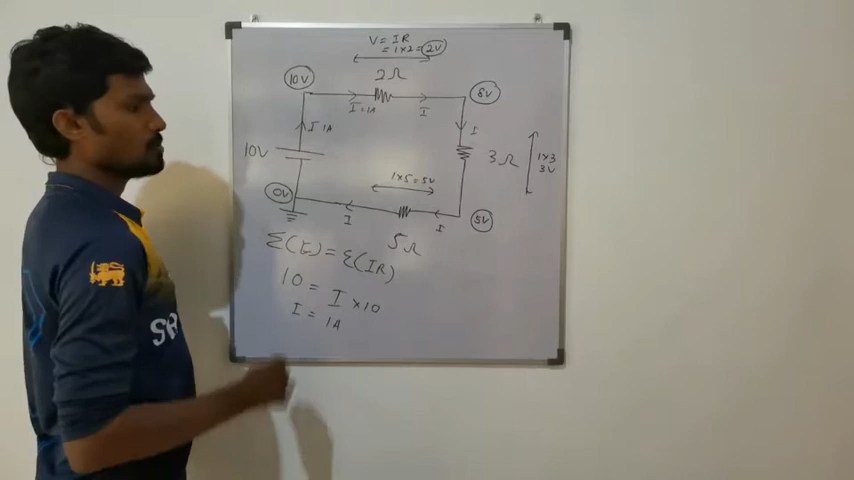 V = IR
= 1×2 = 2V
2Ω
10V
8V
I = 1A
I
I 1A
I
10V
3Ω
1×3
3V
1×5 = 5V
0V
I
I
5V
5Ω
Σ(E) = Σ(IR)
10 = I × 10
I = 1A